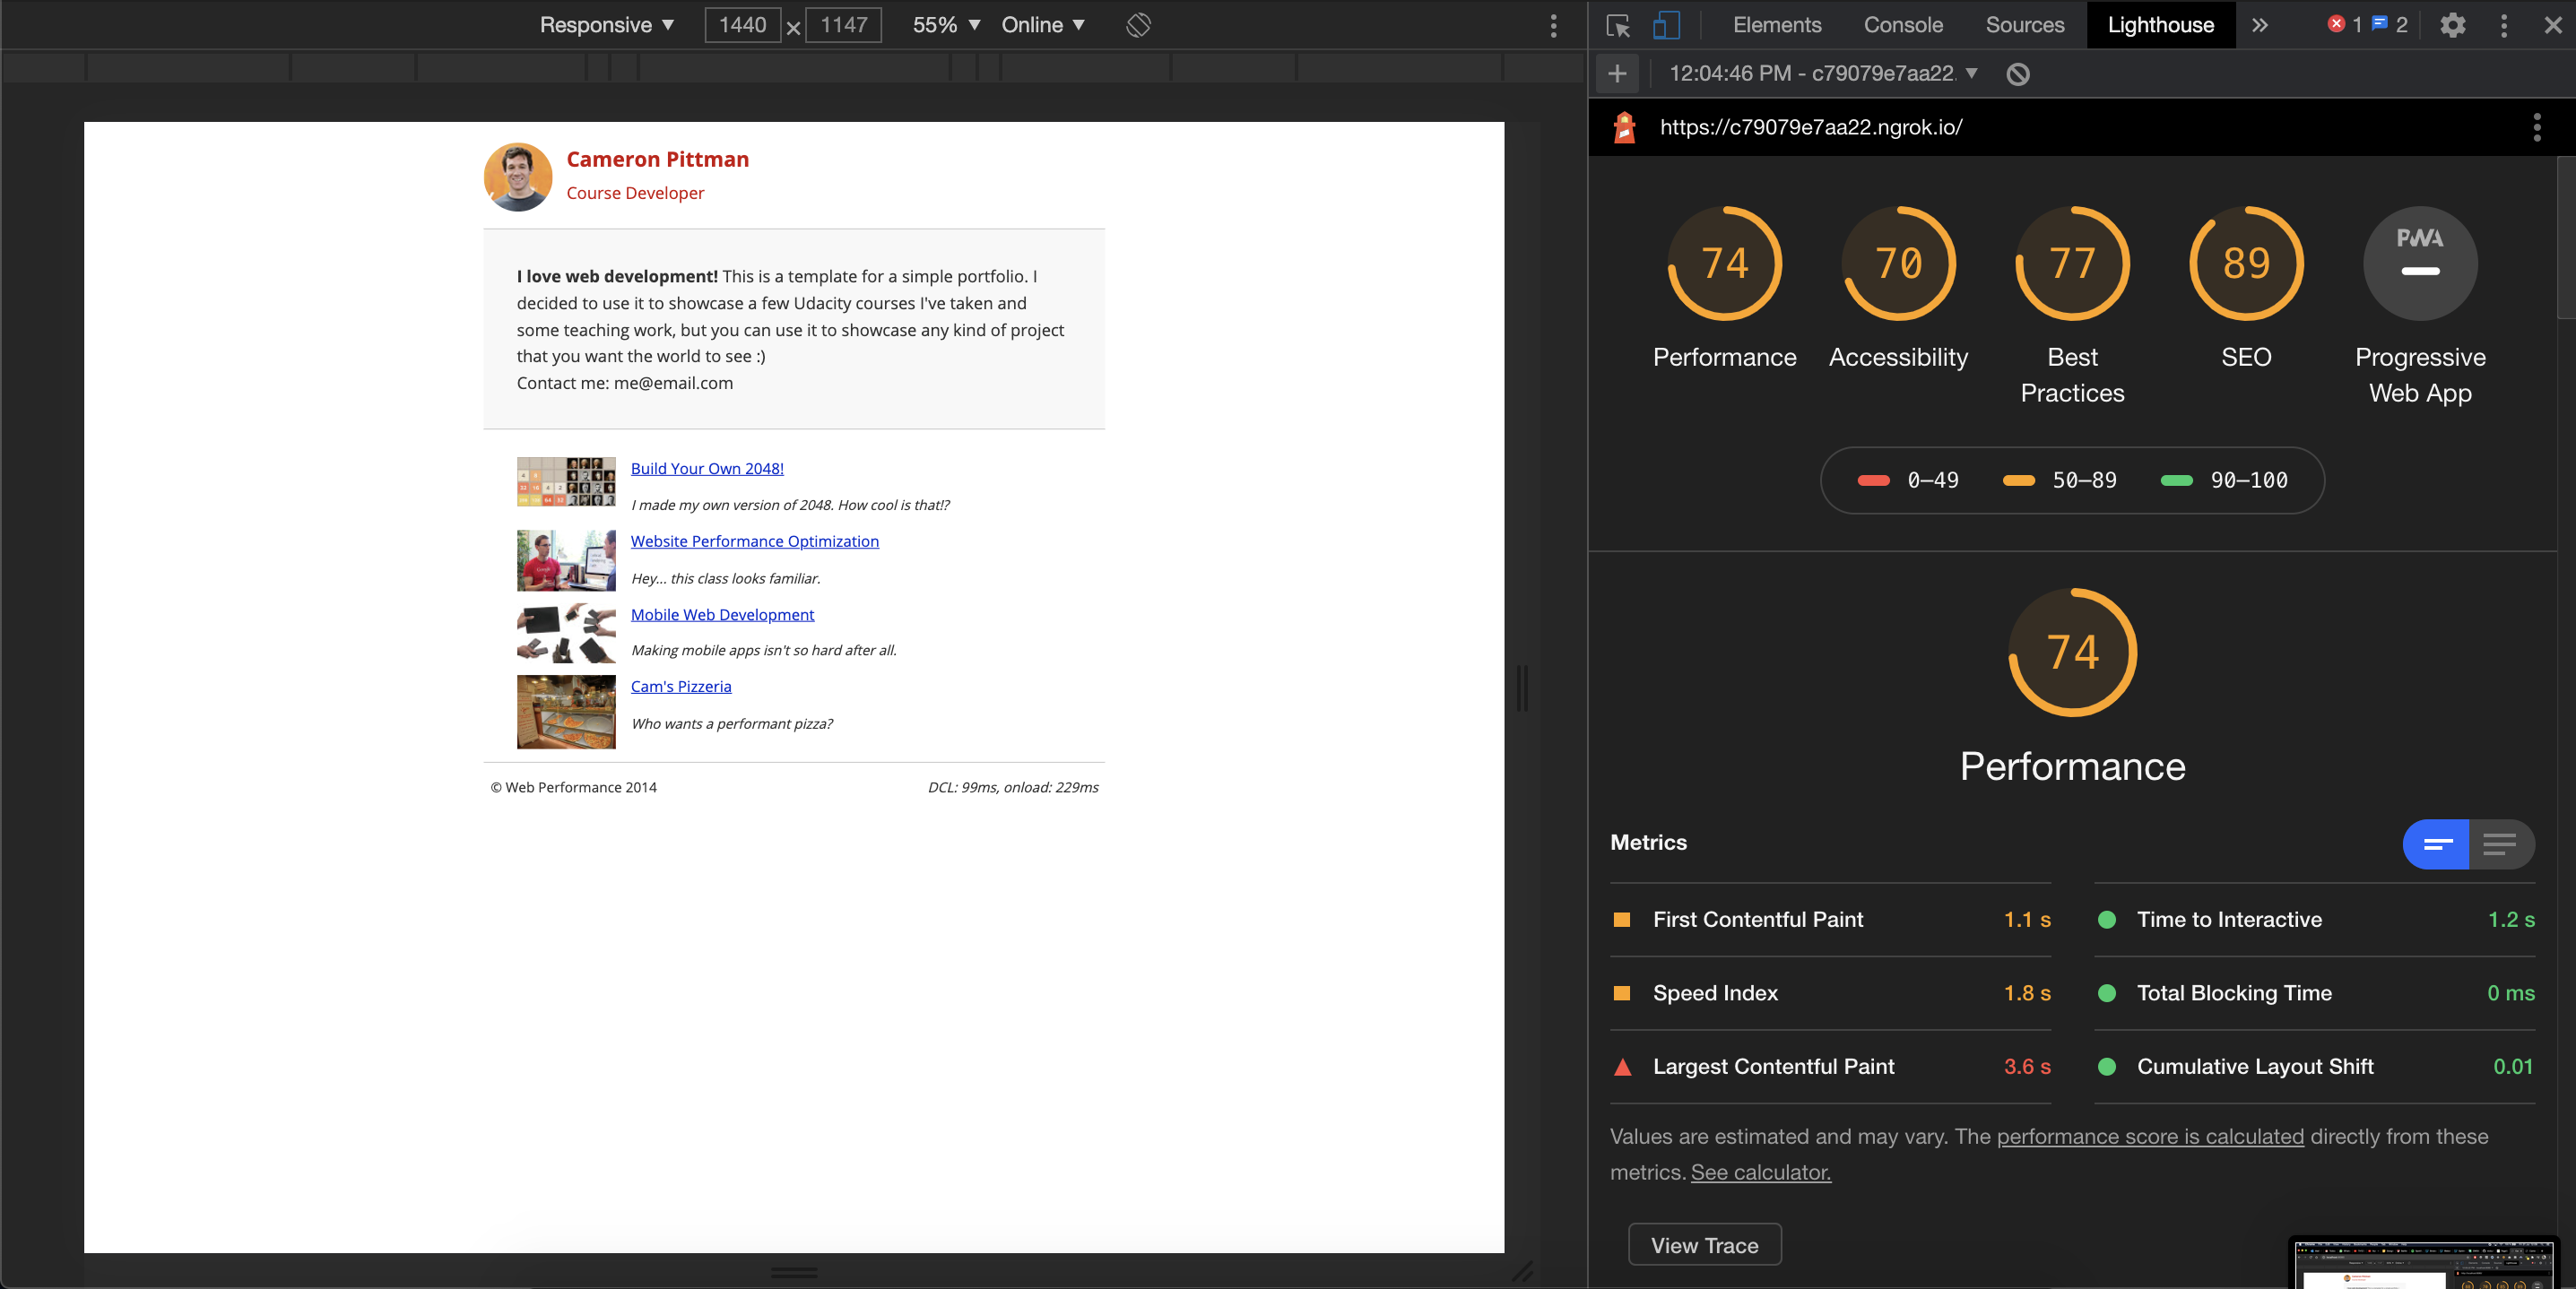 Responsive ▼ 1440 × 1147 55% ▼ Online ▼
Elements Console Sources Lighthouse » 1 2
12:04:46 PM - c79079e7aa22. ▼
https://c79079e7aa22.ngrok.io/
Cameron Pittman
Course Developer
I love web development! This is a template for a simple portfolio. I
decided to use it to showcase a few Udacity courses I've taken and
some teaching work, but you can use it to showcase any kind of project
that you want the world to see :)
Contact me: me@email.com
Build Your Own 2048!
I made my own version of 2048. How cool is that!?
Website Performance Optimization
Hey... this class looks familiar.
Mobile Web Development
Making mobile apps isn't so hard after all.
Cam's Pizzeria
Who wants a performant pizza?
© Web Performance 2014
DCL: 99ms, onload: 229ms
74 70 77 89 PWA
Performance Accessibility Best Practices SEO Progressive Web App
0–49 50–89 90–100
74
Performance
Metrics
First Contentful Paint 1.1 s
Time to Interactive 1.2 s
Speed Index 1.8 s
Total Blocking Time 0 ms
Largest Contentful Paint 3.6 s
Cumulative Layout Shift 0.01
Values are estimated and may vary. The performance score is calculated directly from these
metrics. See calculator.
View Trace